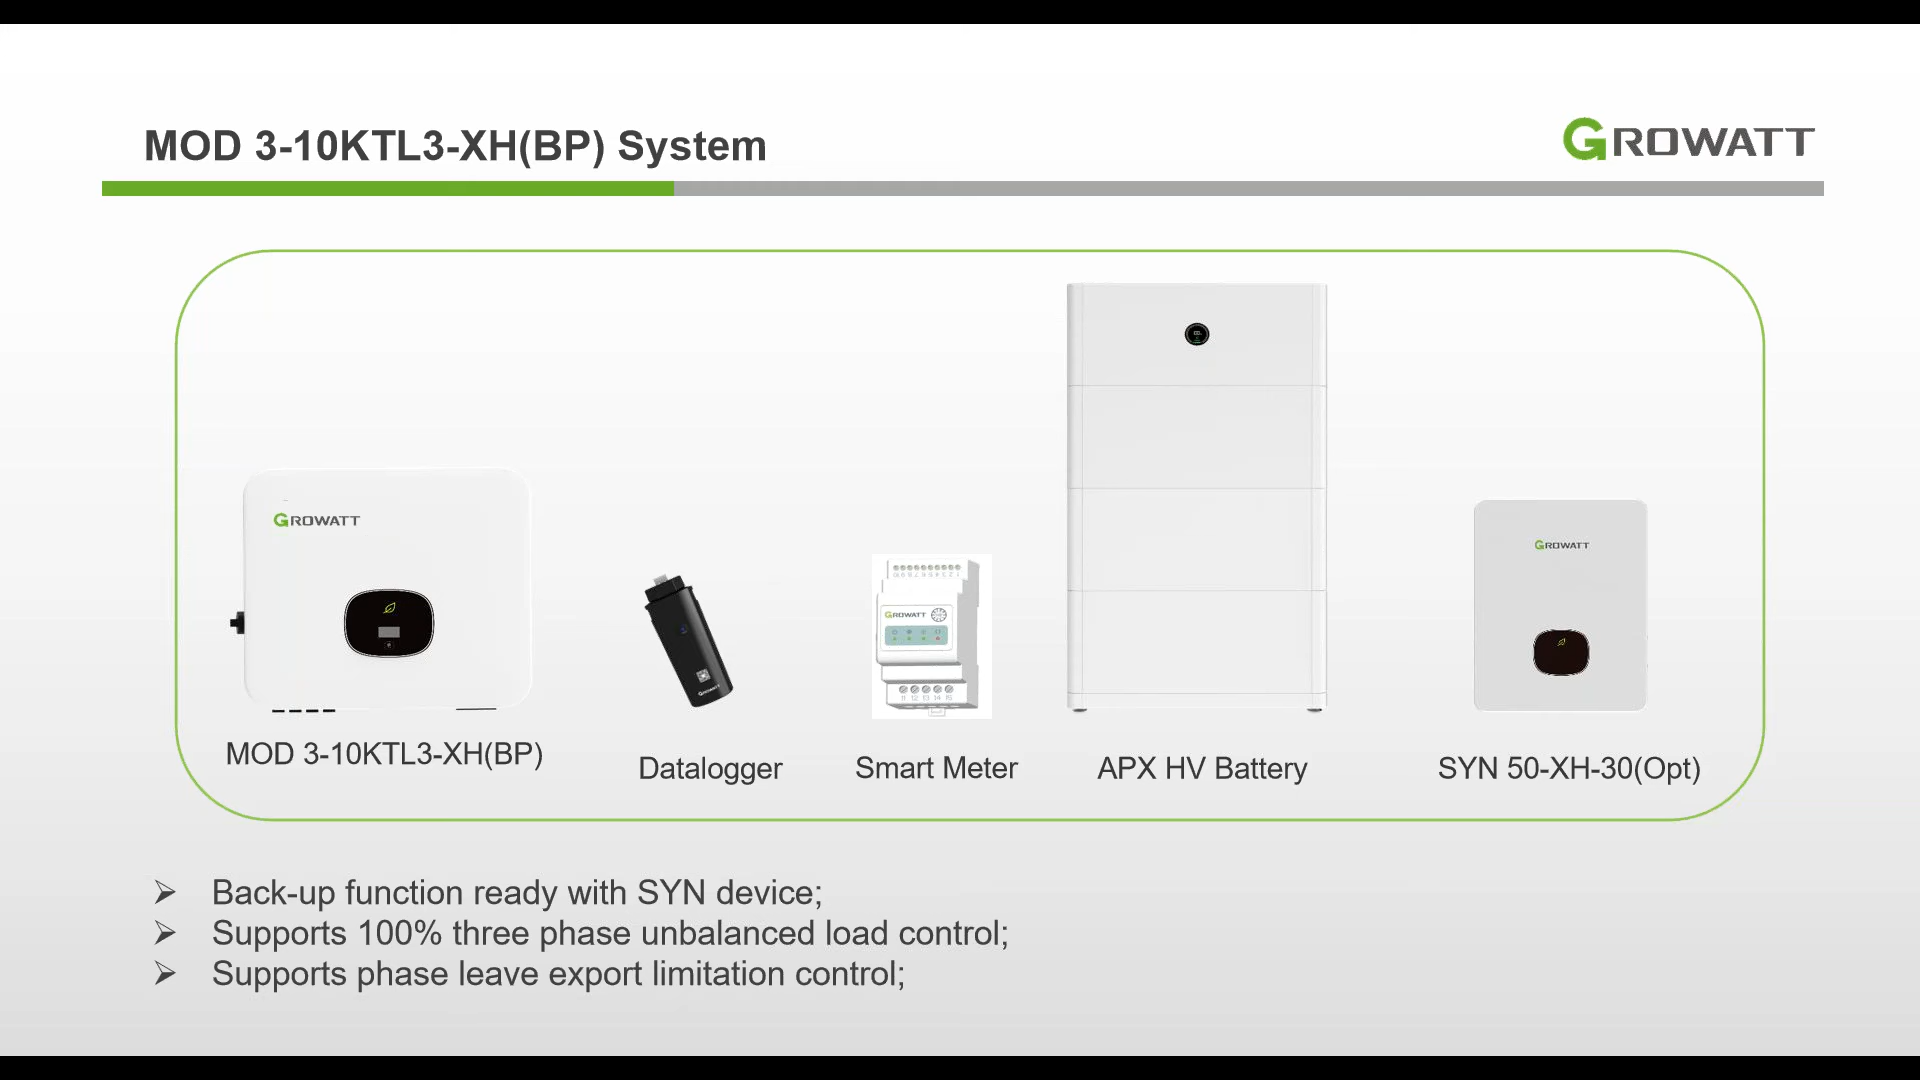 MOD 3-10KTL3-XH(BP) System
GROWATT
GROWATT
GROWATT
GROWATT
GROWATT
MOD 3-10KTL3-XH(BP)
Datalogger
Smart Meter
APX HV Battery
SYN 50-XH-30(Opt)
➢ Back-up function ready with SYN device;
➢ Supports 100% three phase unbalanced load control;
➢ Supports phase leave export limitation control;